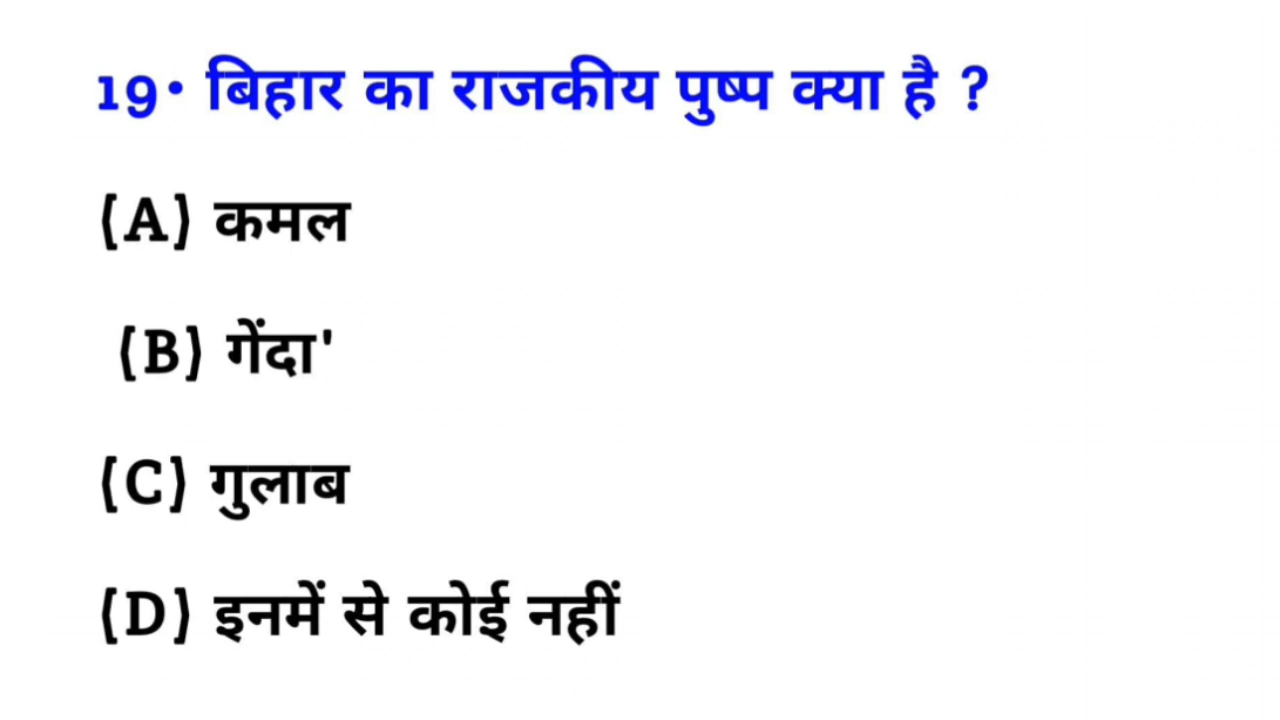 19• बिहार का राजकीय पुष्प क्या है ?
(A) कमल
(B) गेंदा'
(C) गुलाब
(D) इनमें से कोई नहीं